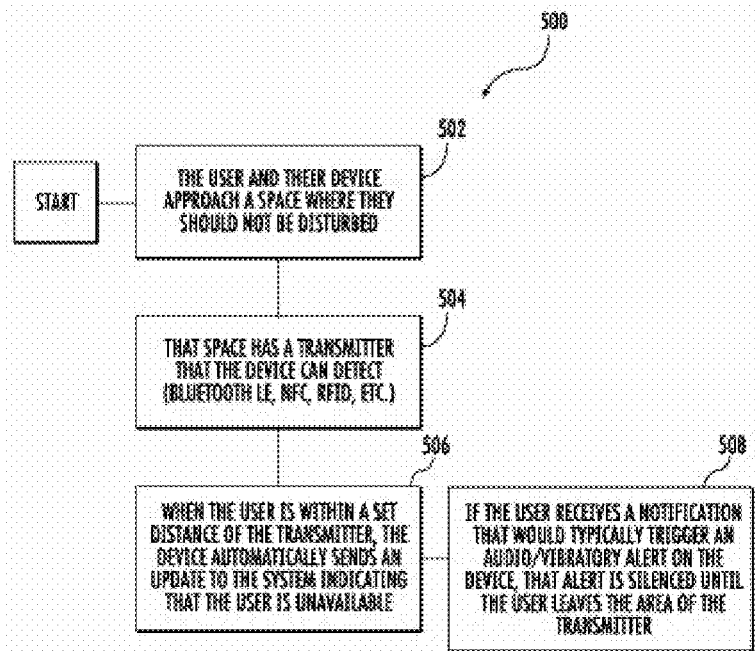 500
502
START
THE USER AND THEER DEVICE
APPROACH A SPACE WHERE THEY
SHOULD NOT BE DISTURBED
504
THAT SPACE HAS A TRANSMITTER
THAT THE DEVICE CAN DETECT
(BLUETOOTH LE, NFC, RFID, ETC.)
506
WHEN THE USER IS WITHIN A SET
DISTANCE OF THE TRANSMITTER, THE
DEVICE AUTOMATICALLY SENDS AN
UPDATE TO THE SYSTEM INDICATING
THAT THE USER IS UNAVAILABLE
508
IF THE USER RECEIVES A NOTIFICATION
THAT WOULD TYPICALLY TRIGGER AN
AUDIO/VIBRATORY ALERT ON THE
DEVICE, THAT ALERT IS SILENCED UNTIL
THE USER LEAVES THE AREA OF THE
TRANSMITTER